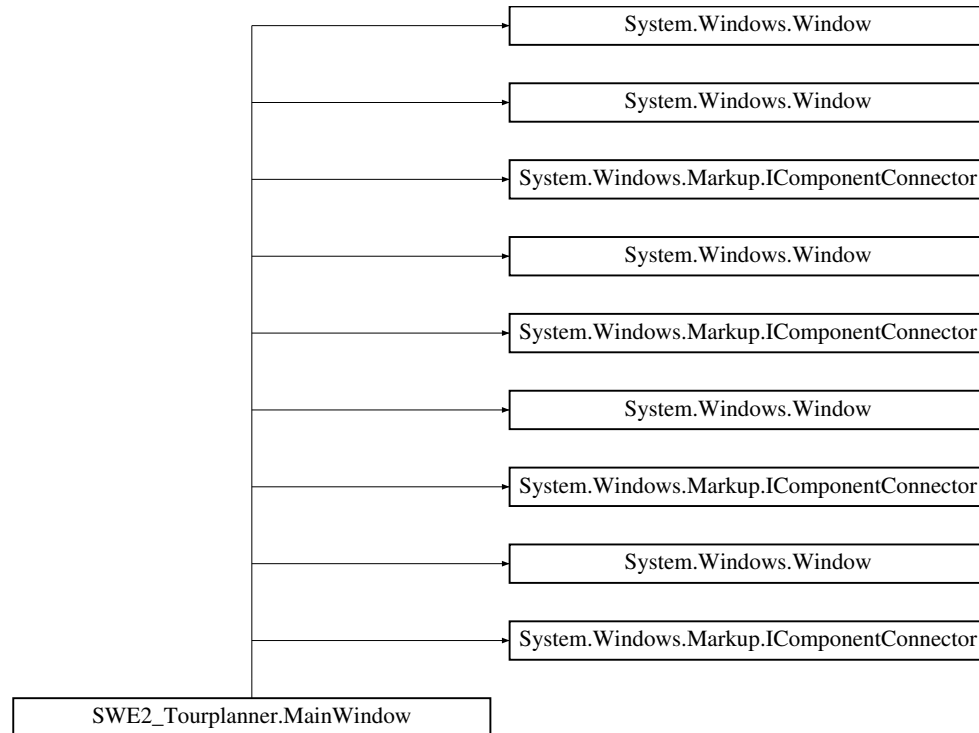 System.Windows.Window
System.Windows.Window
System.Windows.Markup.IComponentConnector
System.Windows.Window
System.Windows.Markup.IComponentConnector
System.Windows.Window
System.Windows.Markup.IComponentConnector
System.Windows.Window
System.Windows.Markup.IComponentConnector
SWE2_Tourplanner.MainWindow